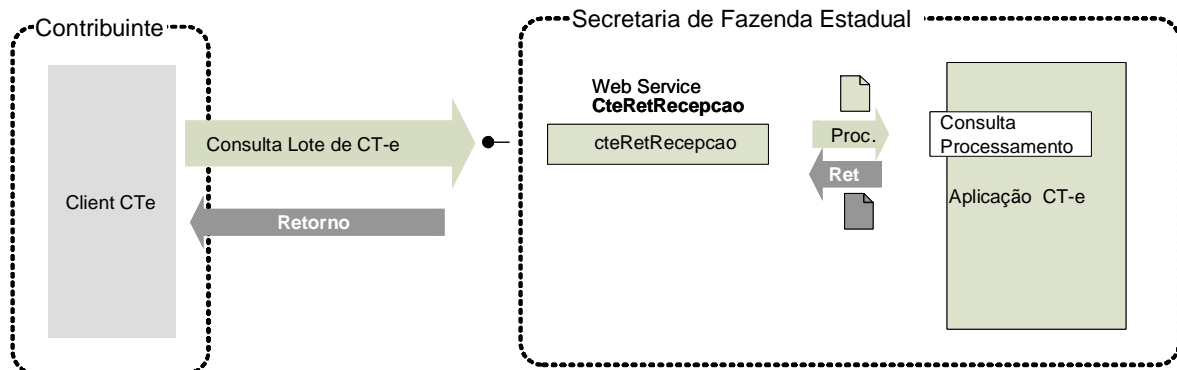 Contribuinte
Secretaria de Fazenda Estadual
Client CTe
Consulta Lote de CT-e
Retorno
Web Service
CteRetRecepcao
cteRetRecepcao
Proc.
Ret
Consulta
Processamento
Aplicação CT-e